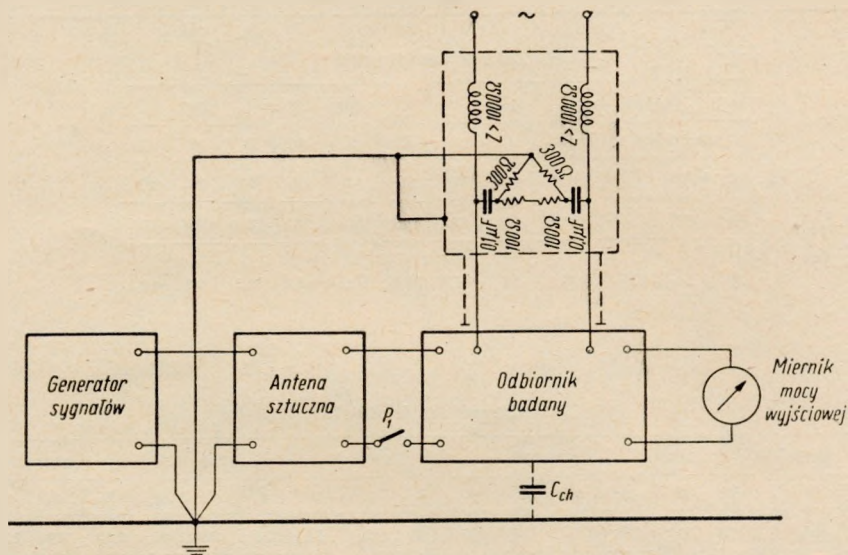 ~
Z > 1000Ω
Z > 1000Ω
300Ω
300Ω
0,1μF
100Ω
100Ω
0,1μF
Generator
sygnałów
Antena
sztuczna
P1
Odbiornik
badany
Miernik
mocy
wyjściowej
Cch